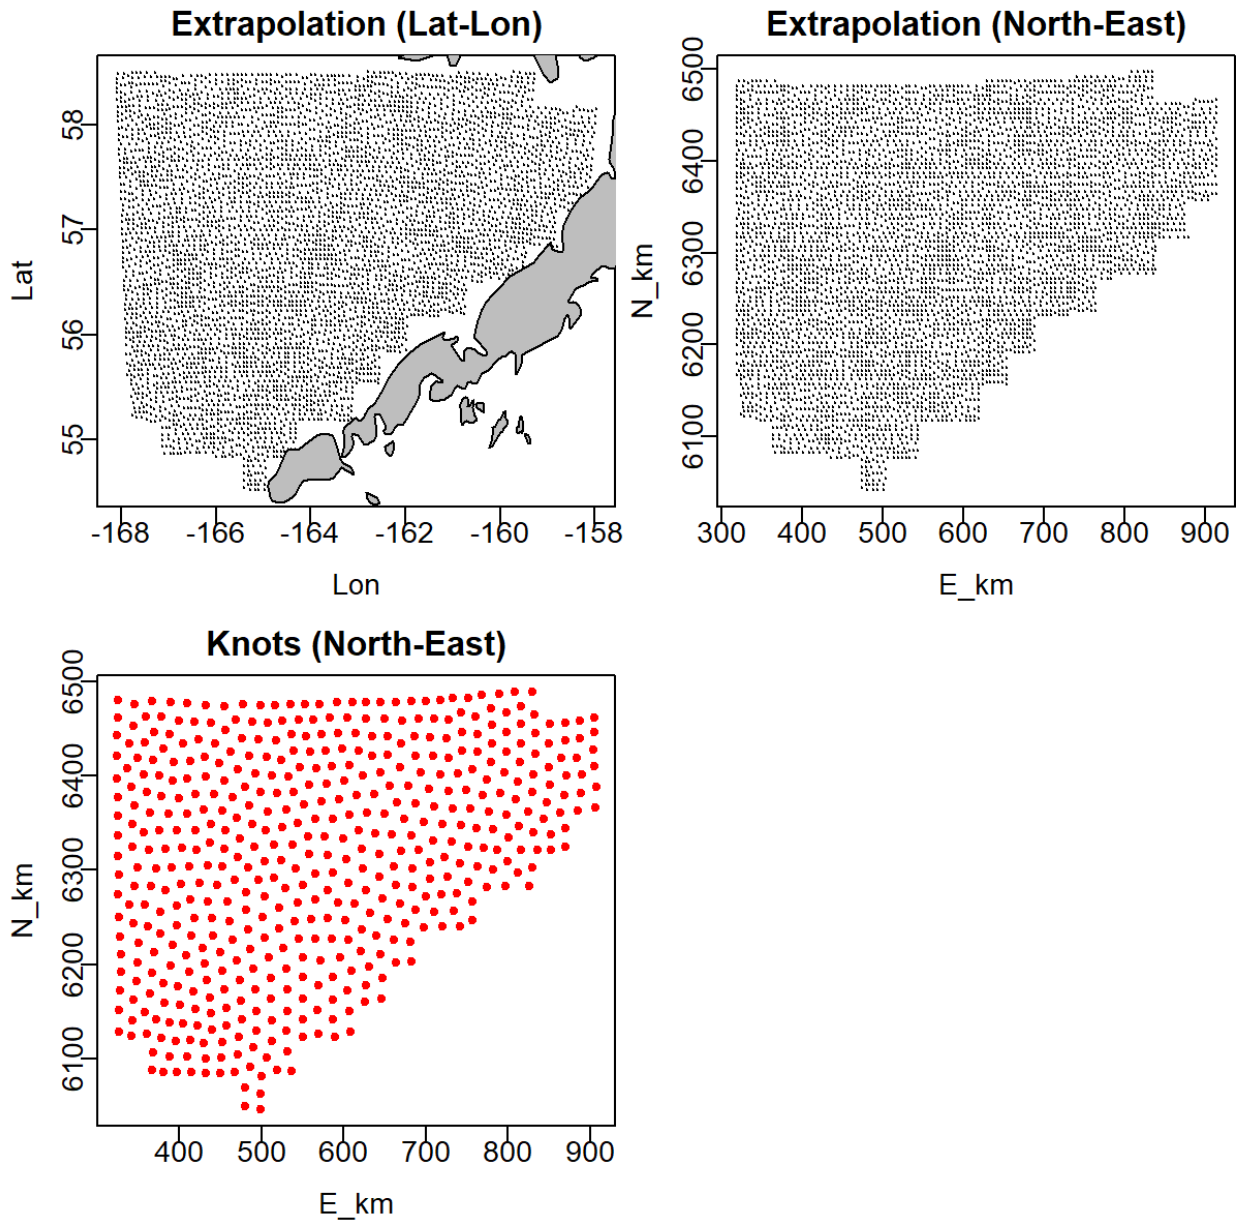 Extrapolation (Lat-Lon)
Lat
58
57
56
55
-168 -166 -164 -162 -160 -158
Lon
Extrapolation (North-East)
N_km
6500
6400
6300
6200
6100
300 400 500 600 700 800 900
E_km
Knots (North-East)
N_km
6500
6400
6300
6200
6100
400 500 600 700 800 900
E_km